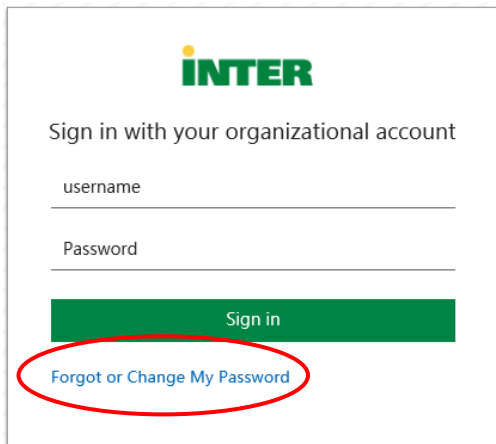 INTER
Sign in with your organizational account
username
Password
Sign in
Forgot or Change My Password